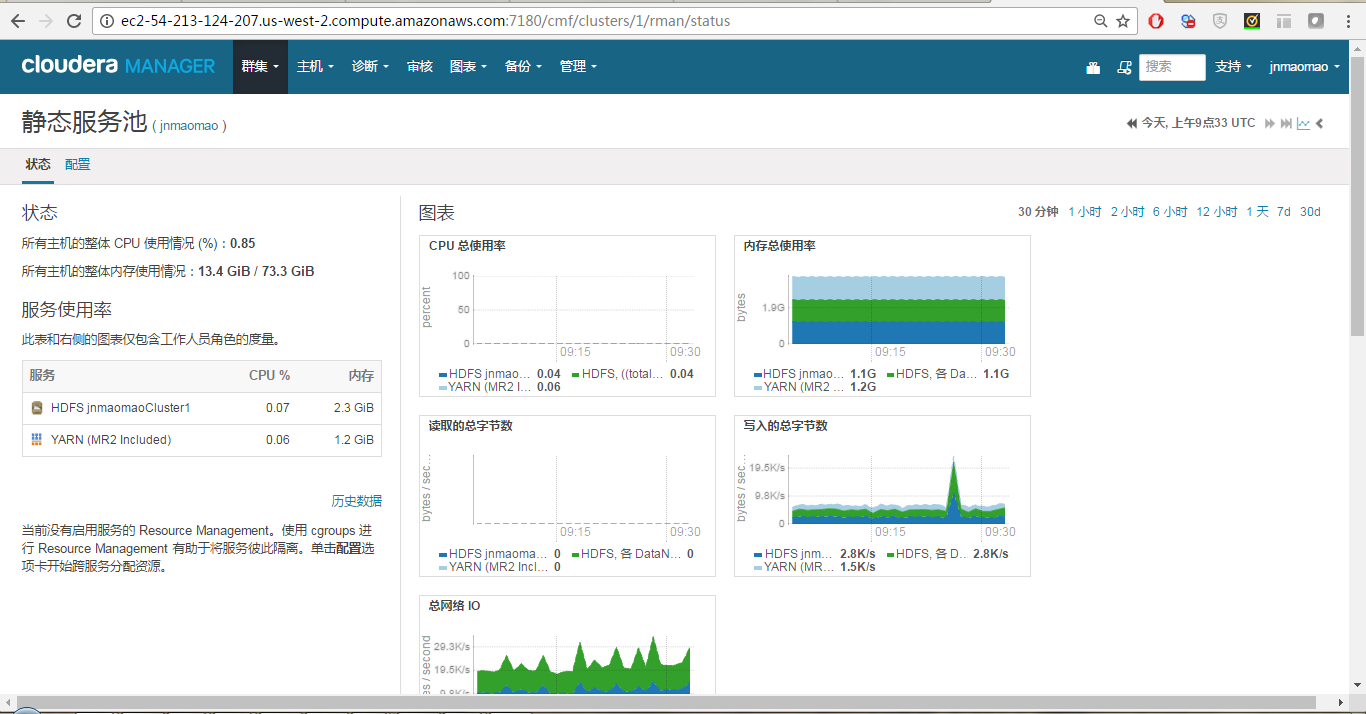 ec2-54-213-124-207.us-west-2.compute.amazonaws.com:7180/cmf/clusters/1/rman/status
cloudera MANAGER 群集 主机 诊断 审核 图表 备份 管理 搜索 支持 jnmaomao
静态服务池 ( jnmaomao ) 今天, 上午9点33 UTC
状态 配置
状态
所有主机的整体 CPU 使用情况 (%) : 0.85
所有主机的整体内存使用情况 : 13.4 GiB / 73.3 GiB
服务使用率
此表和右侧的图表仅包含工作人员角色的度量。
服务 CPU % 内存
HDFS jnmaomaoCluster1 0.07 2.3 GiB
YARN (MR2 Included) 0.06 1.2 GiB
历史数据
当前没有启用服务的 Resource Management。使用 cgroups 进
行 Resource Management 有助于将服务彼此隔离。单击配置选
项卡开始跨服务分配资源。
图表 30 分钟 1 小时 2 小时 6 小时 12 小时 1 天 7d 30d
CPU 总使用率
percent
100
50
0
09:15 09:30
HDFS jnmao... 0.04 HDFS, ((total... 0.04
YARN (MR2 I... 0.06
内存总使用率
bytes
1.9G
0
09:15 09:30
HDFS jnmao... 1.1G HDFS, 各 Da... 1.1G
YARN (MR2 ... 1.2G
读取的总字节数
bytes / sec...
09:15 09:30
HDFS jnmaoma... 0 HDFS, 各 DataN... 0
YARN (MR2 Incl... 0
写入的总字节数
bytes / sec...
19.5K/s
9.8K/s
0
09:15 09:30
HDFS jnm... 2.8K/s HDFS, 各 D... 2.8K/s
YARN (MR... 1.5K/s
总网络 IO
es / second
29.3K/s
19.5K/s
9.8K/s